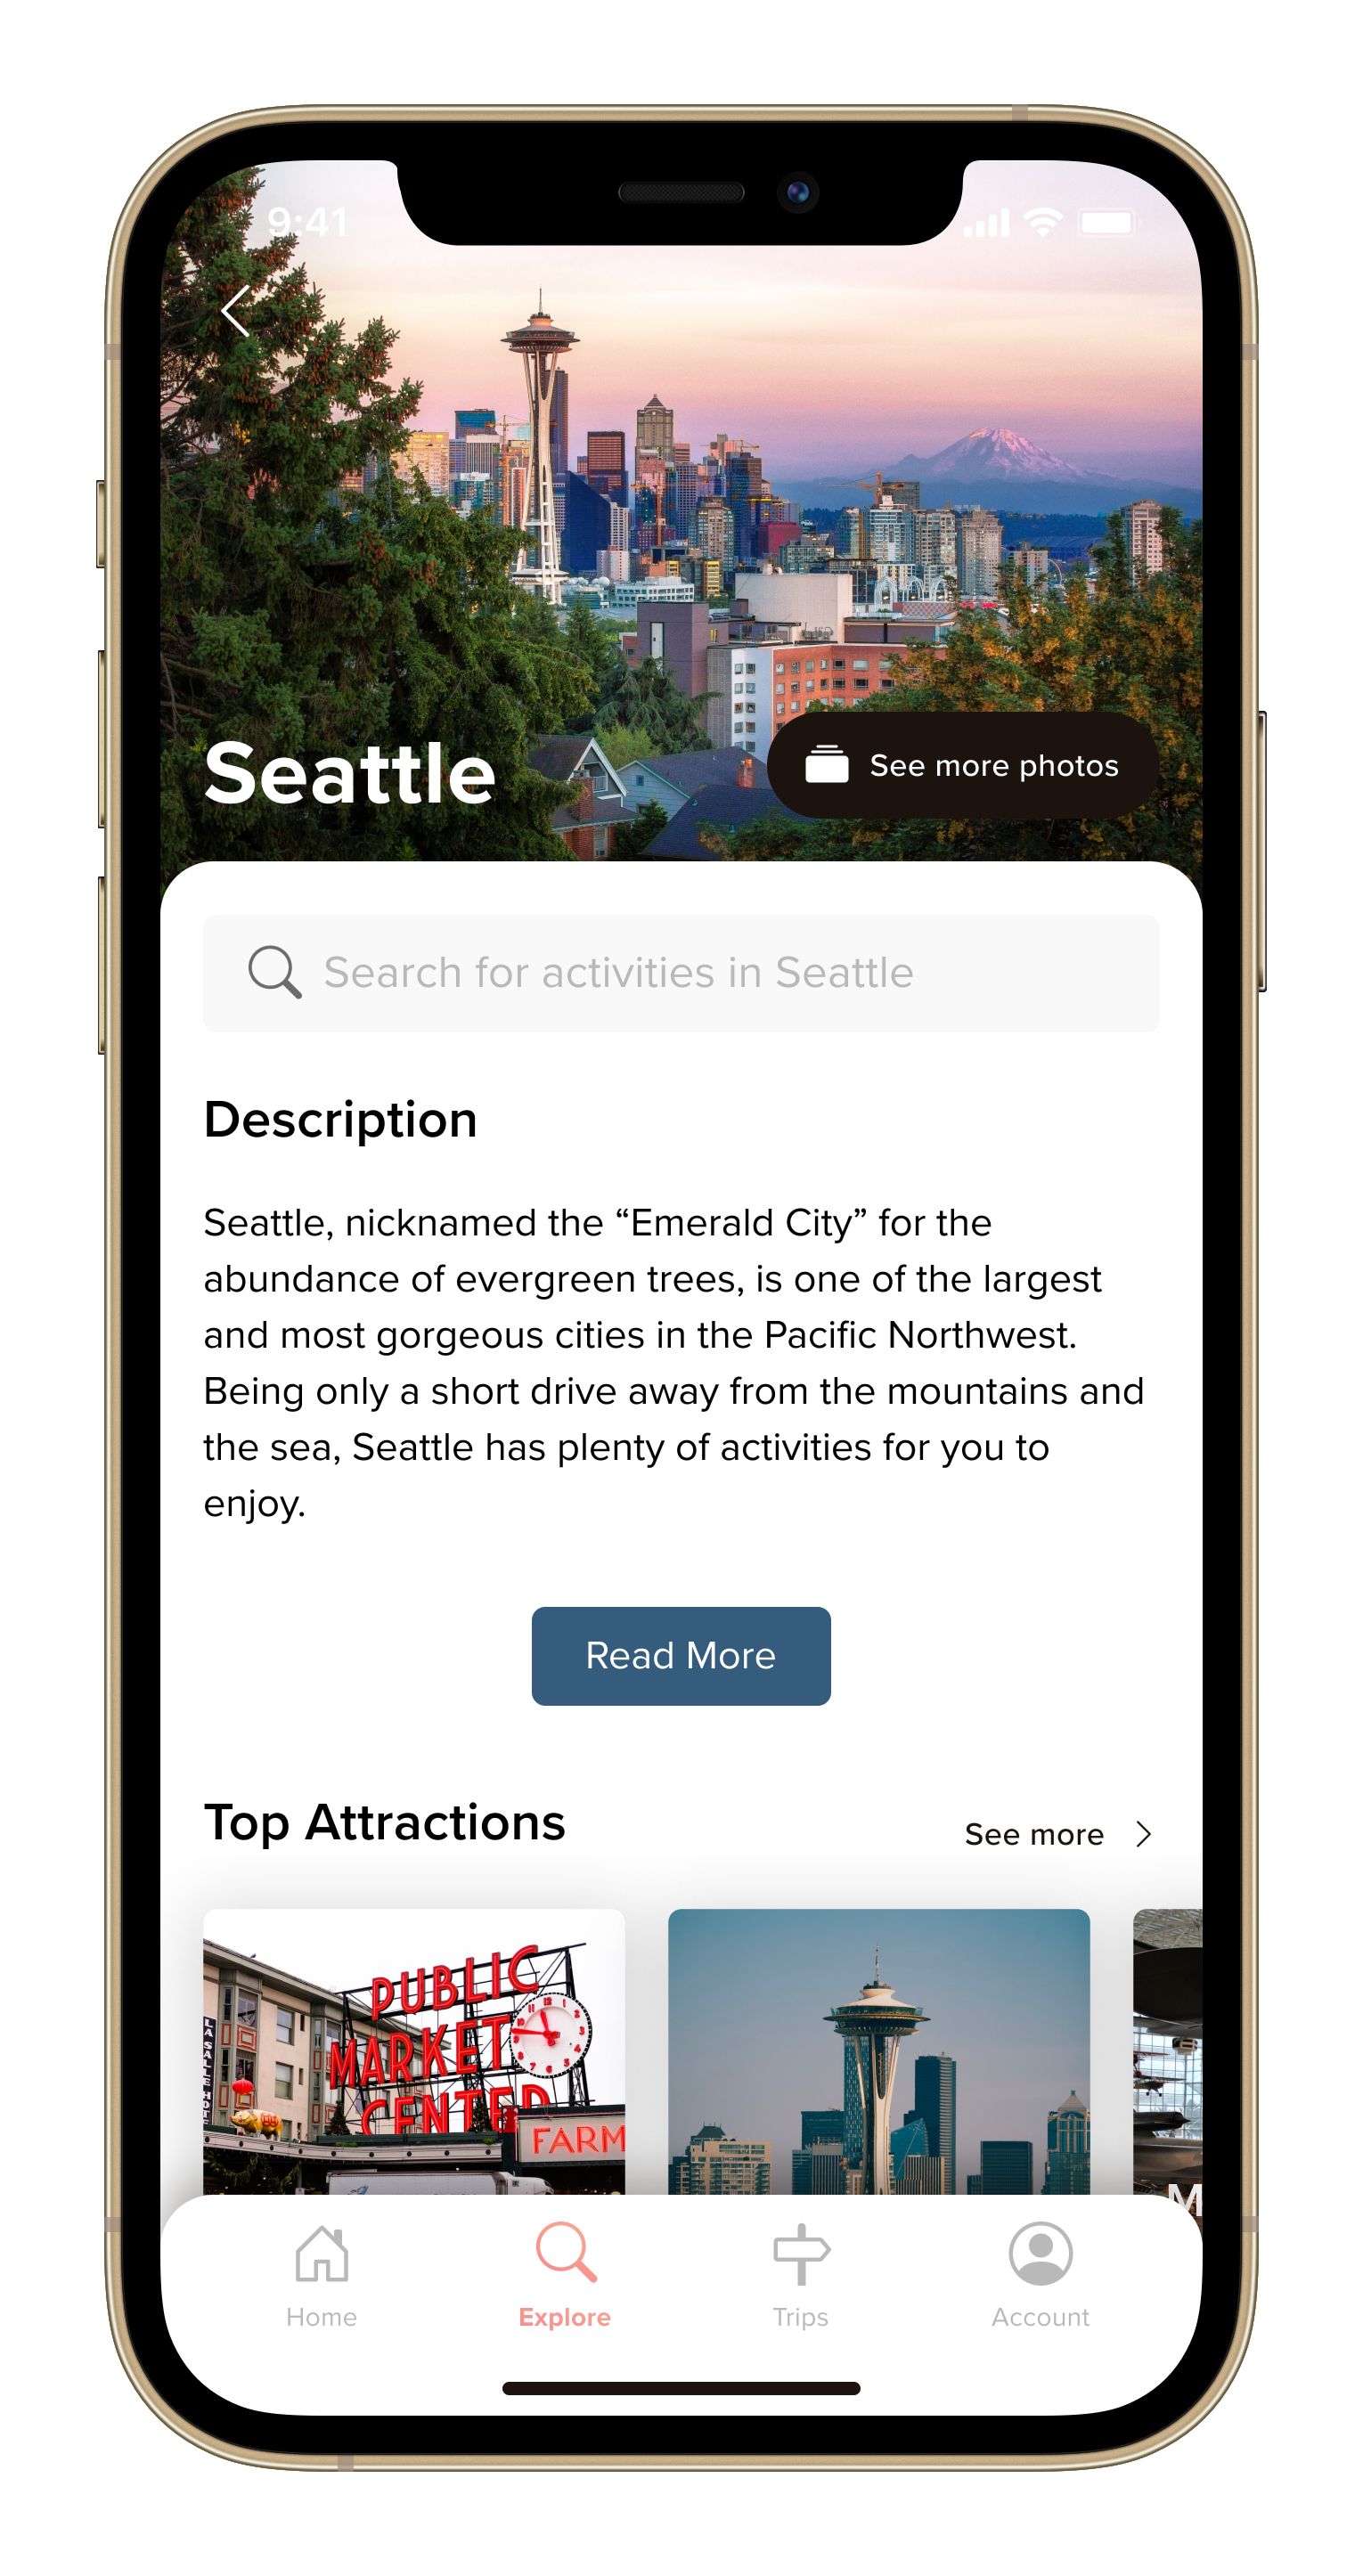 9:41
Seattle
See more photos
Search for activities in Seattle
Description
Seattle, nicknamed the “Emerald City” for the
abundance of evergreen trees, is one of the largest
and most gorgeous cities in the Pacific Northwest.
Being only a short drive away from the mountains and
the sea, Seattle has plenty of activities for you to
enjoy.
Read More
Top Attractions
See more
PUBLIC
MARKET
CENTER
FARM
LA SALLE HOTEL
M
Home
Explore
Trips
Account